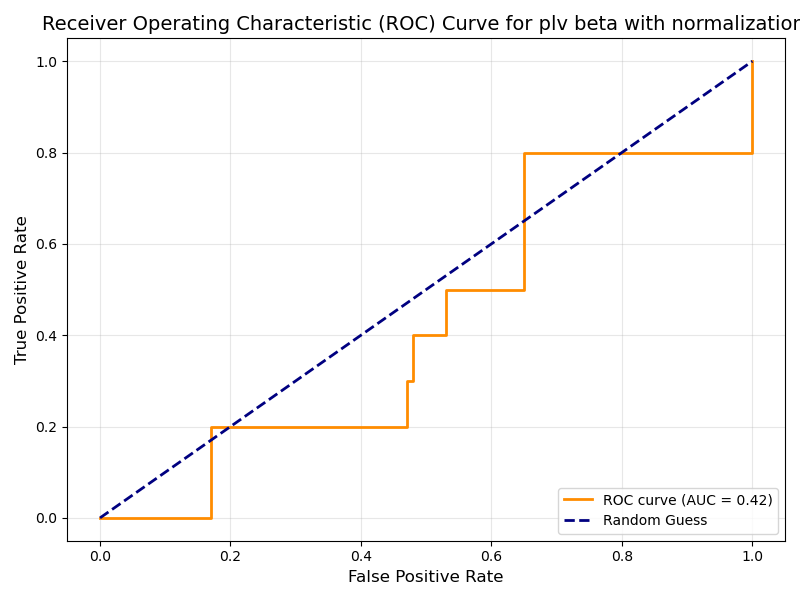 Receiver Operating Characteristic (ROC) Curve for plv beta with normalization
True Positive Rate
1.0
0.8
0.6
0.4
0.2
0.0
0.0 0.2 0.4 0.6 0.8 1.0
False Positive Rate
ROC curve (AUC = 0.42)
Random Guess